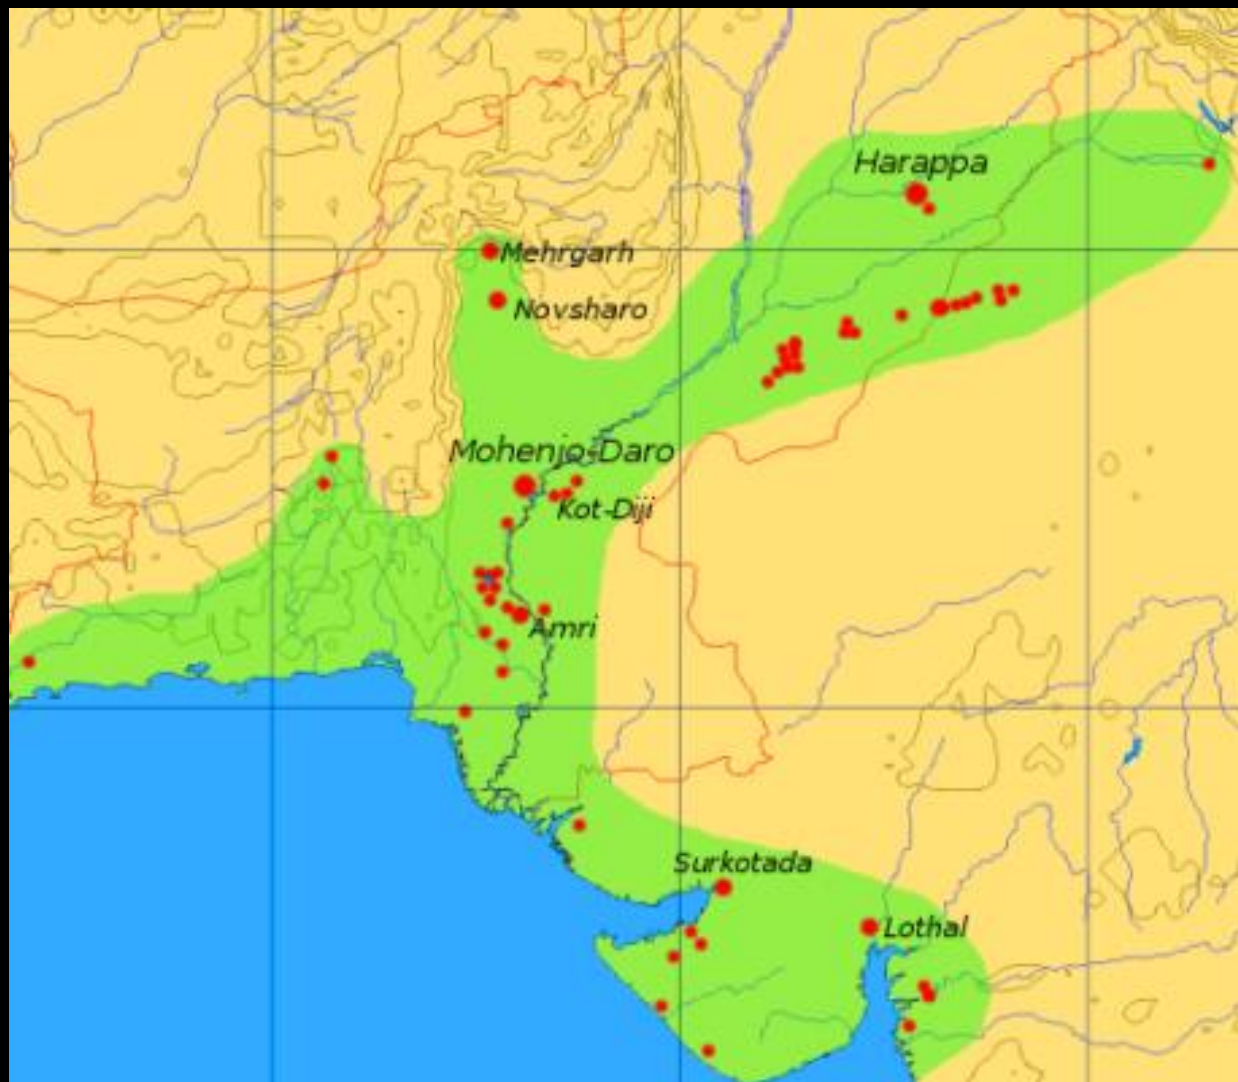 Harappa
Mehrgarh
Novsharo
Mohenjo-Daro
Kot-Diji
Amri
Surkotada
Lothal